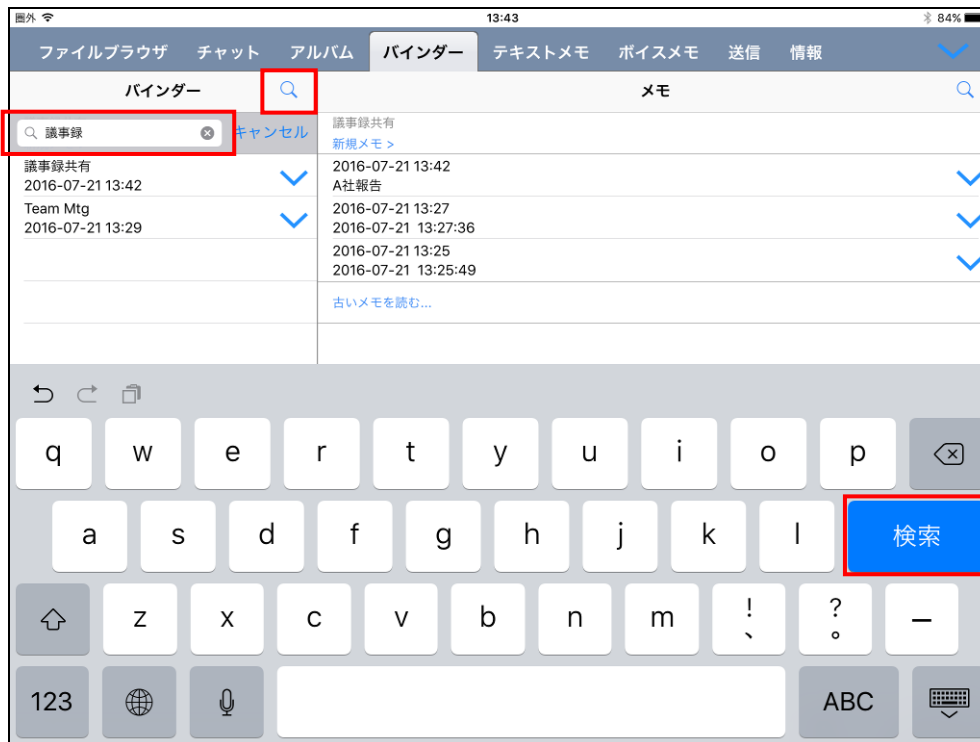 圏外 13:43 84%
ファイルブラウザ チャット アルバム バインダー テキストメモ ボイスメモ 送信 情報
バインダー メモ
議事録 キャンセル
議事録共有
2016-07-21 13:42
Team Mtg
2016-07-21 13:29
議事録共有
新規メモ >
2016-07-21 13:42
A社報告
2016-07-21 13:27
2016-07-21 13:27:36
2016-07-21 13:25
2016-07-21 13:25:49
古いメモを読む...
q w e r t y u i o p
a s d f g h j k l 検索
z x c v b n m ! 、 ? 。 ー
123 ABC